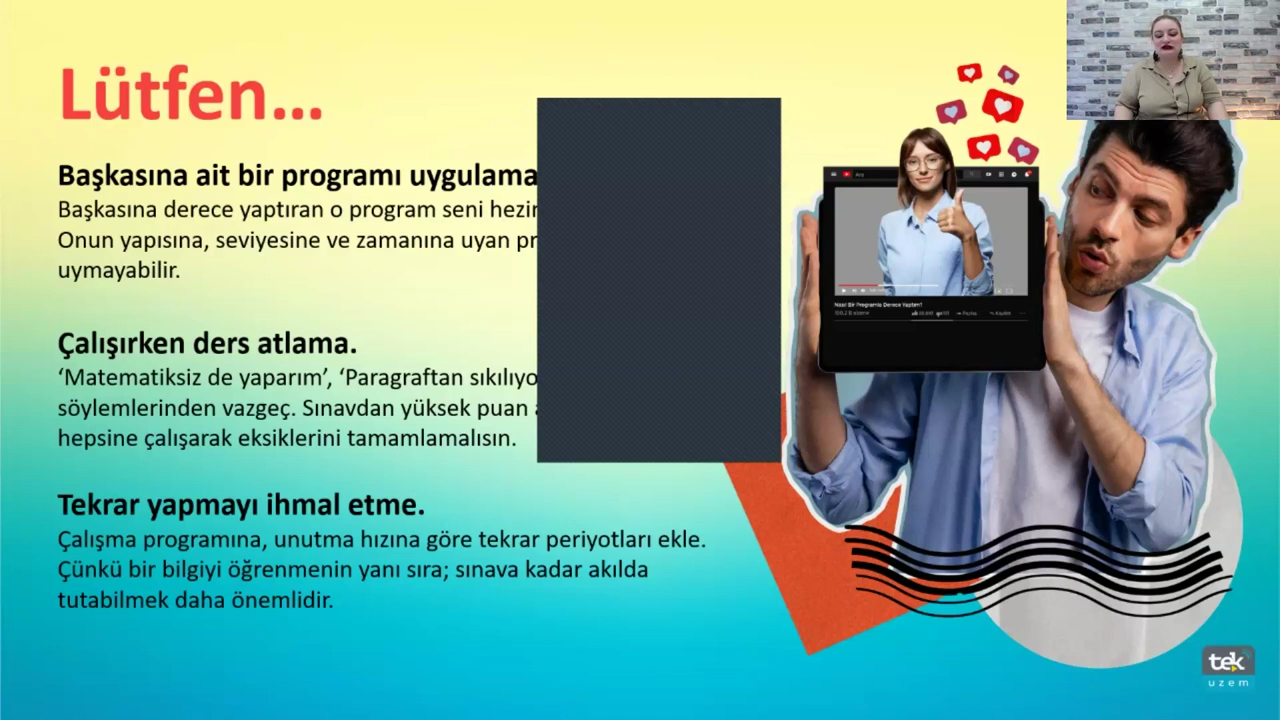 Lütfen...
Başkasına ait bir programı uygulama
Başkasına derece yaptıran o program seni
Onun yapısına, seviyesine ve zamanına uyan
uymayabilir.
Çalışırken ders atlama.
‘Matematiksiz de yaparım’, ‘Paragraftan
söylemlerinden vazgeç. Sınavdan yüksek puan
hepsine çalışarak eksiklerini tamamlamalısın.
Tekrar yapmayı ihmal etme.
Çalışma programına, unutma hızına göre tekrar periyotları ekle.
Çünkü bir bilgiyi öğrenmenin yanı sıra; sınava kadar akılda
tutabilmek daha önemlidir.
Ara
Nasıl Bir Programla Derece Yaptım?
Paylaş
Kaydet
tek
uzem